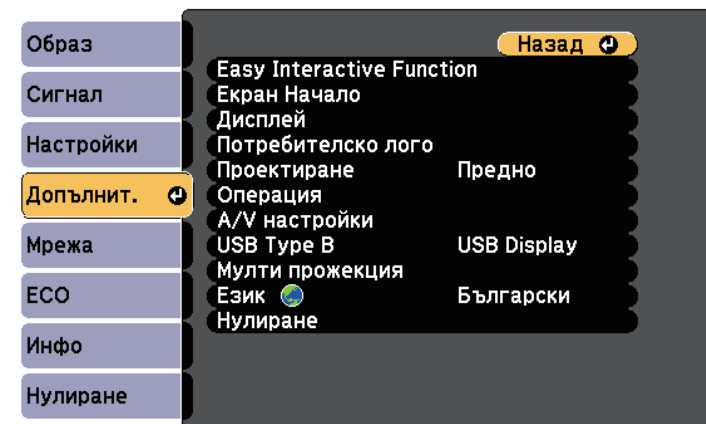 Образ
Сигнал
Настройки
Допълнит.
Мрежа
ECO
Инфо
Нулиране
Назад
Easy Interactive Function
Екран Начало
Дисплей
Потребителско лого
Проектиране Предно
Операция
A/V настройки
USB Type B USB Display
Мулти прожекция
Език Български
Нулиране